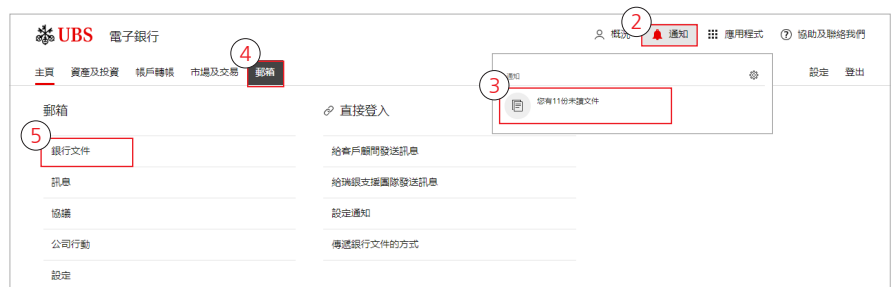 UBS 電子銀行
概況 2 通知 應用程式 ? 協助及聯絡我們
4
主頁 資產及投資 帳戶轉帳 市場及交易 郵箱 設定 登出
通知
3
您有11份未讀文件
郵箱 直接登入
5
銀行文件 給客戶顧問發送訊息
訊息 給瑞銀支援團隊發送訊息
協議 設定通知
公司行動 傳遞銀行文件的方式
設定